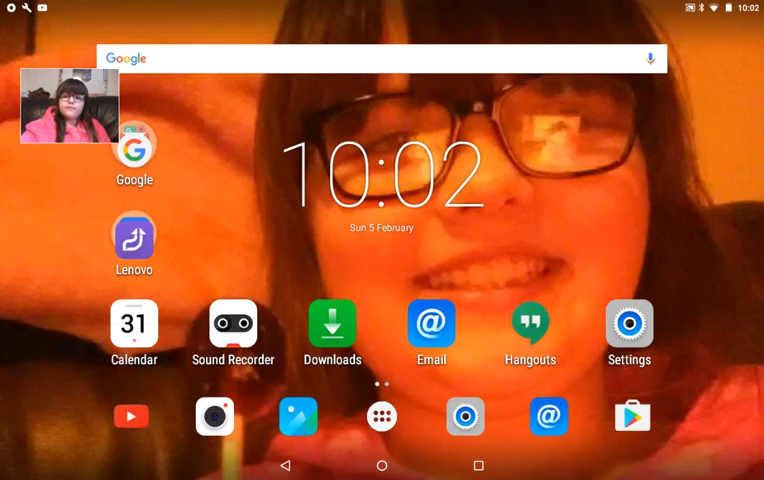 10:02
Google
10:02
Sun 5 February
Google
Lenovo
31
Calendar
Sound Recorder
Downloads
@
Email
Hangouts
Settings
@